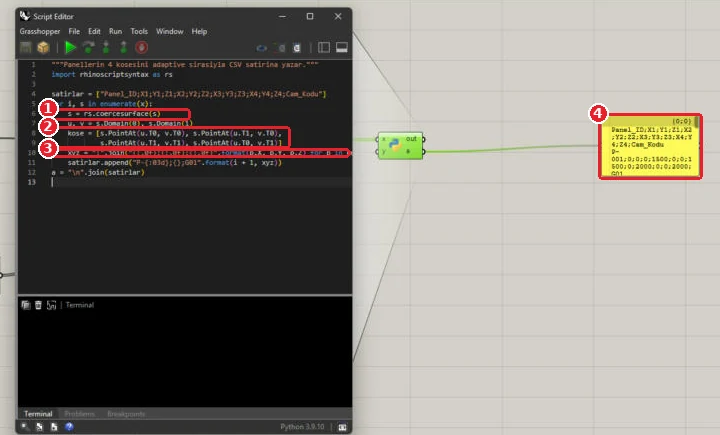 Script Editor
Grasshopper File Edit Run Tools Window Help
1 """Panellerin 4 kosesini adaptive sirasiyla CSV satirina yazar."""
2 import rhinoscriptsyntax as rs
3
4 satirlar = ["Panel_ID;X1;Y1;Z1;X2;Y2;Z2;X3;Y3;Z3;X4;Y4;Z4;Cam_Kodu"]
i, s in enumerate(x):
1
6 s = rs.coercesurface(s)
u, v = s.Domain(0), s.Domain(1)
2
8 kose = [s.PointAt(u.T0, v.T0), s.PointAt(u.T1, v.T0),
s.PointAt(u.T1, v.T1), s.PointAt(u.T0, v.T1)]
3
10 xyz =
11 satirlar.append("P-{:03d};{};G01".format(i + 1, xyz))
12 a = "\n".join(satirlar)
13
Terminal
Terminal Problems Breakpoints
Python 3.9.10
x out
y a
4
{0;0}
Panel_ID;X1;Y1;Z1;X2
;Y2;Z2;X3;Y3;Z3;X4;Y
4;Z4;Cam_Kodu
P-
001;0;0;0;1500;0;0;1
500;0;2000;0;0;2000;
G01